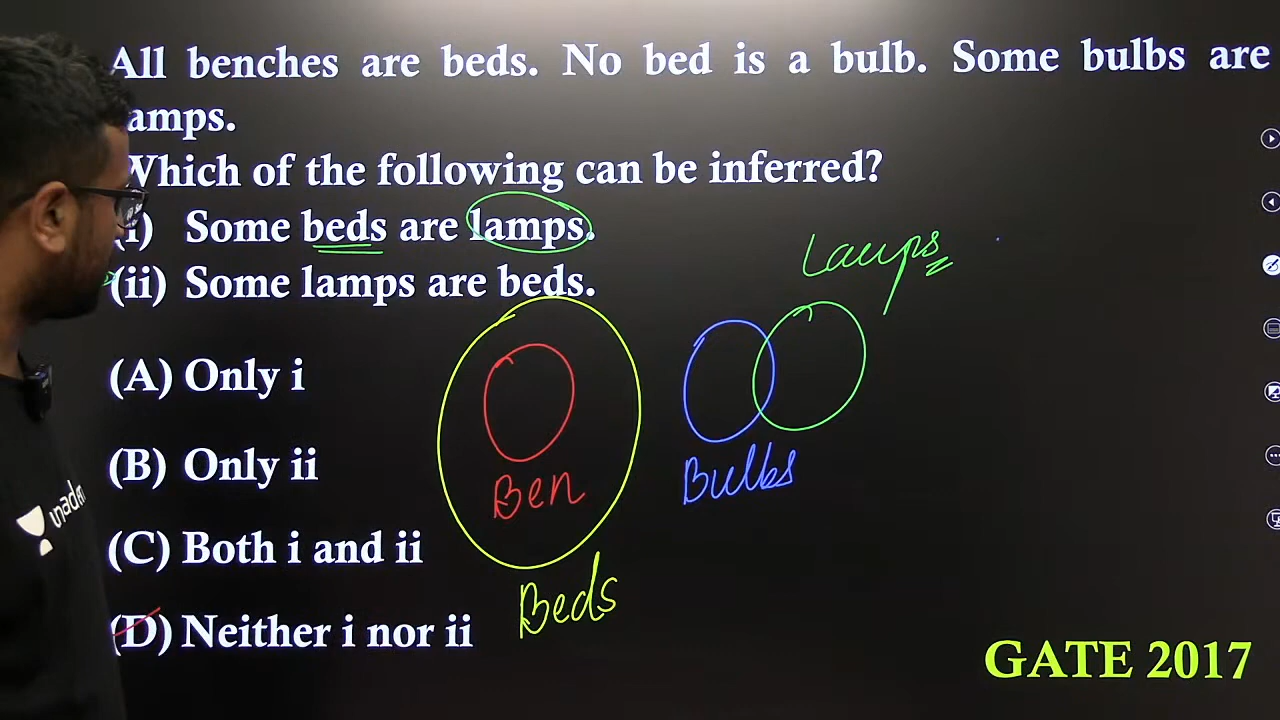 All benches are beds. No bed is a bulb. Some bulbs are
amps.
Which of the following can be inferred?
(i) Some beds are lamps.
(ii) Some lamps are beds.
Lamps
(A) Only i
(B) Only ii
Ben
Bulbs
(C) Both i and ii
Beds
(D) Neither i nor ii
GATE 2017